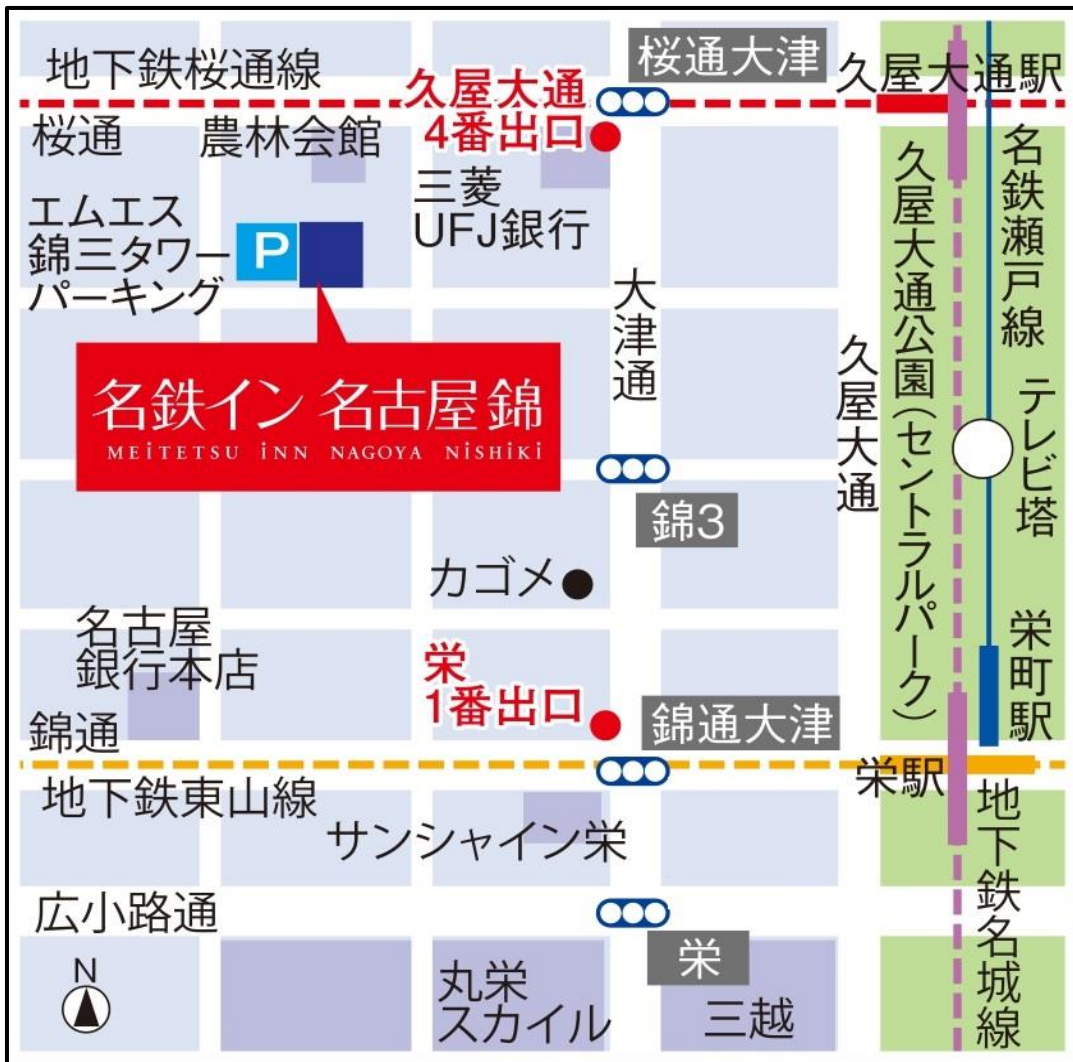 地下鉄桜通線
久屋大通
4番出口
桜通大津
久屋大通駅
桜通
農林会館
三菱
UFJ銀行
エムエス
錦三タワー
パーキング
P
名鉄イン 名古屋錦
MEiTETSU iNN NAGOYA NiSHiKi
大津通
久屋大通
久屋大通公園(セントラルパーク)
名鉄瀬戸線
テレビ塔
錦3
カゴメ
名古屋
銀行本店
栄
1番出口
錦通大津
栄町駅
錦通
地下鉄東山線
栄駅
サンシャイン栄
地下鉄名城線
広小路通
N
丸栄
スカイル
栄
三越